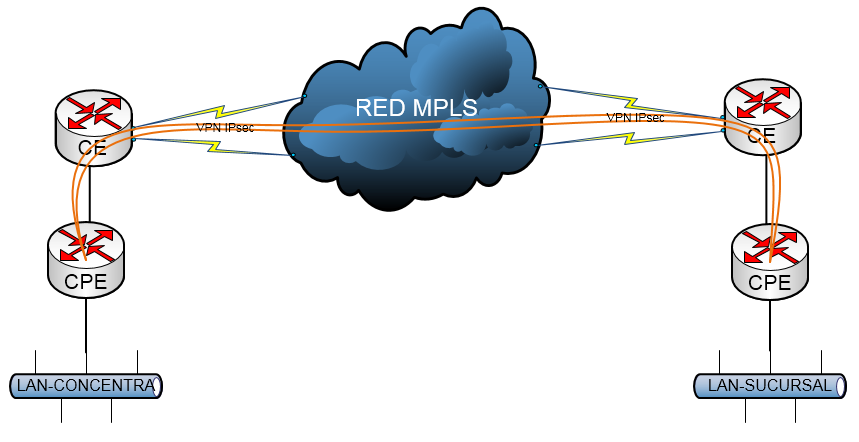 RED MPLS
VPN IPsec
VPN IPsec
CE
CE
CPE
CPE
LAN-CONCENTRA
LAN-SUCURSAL